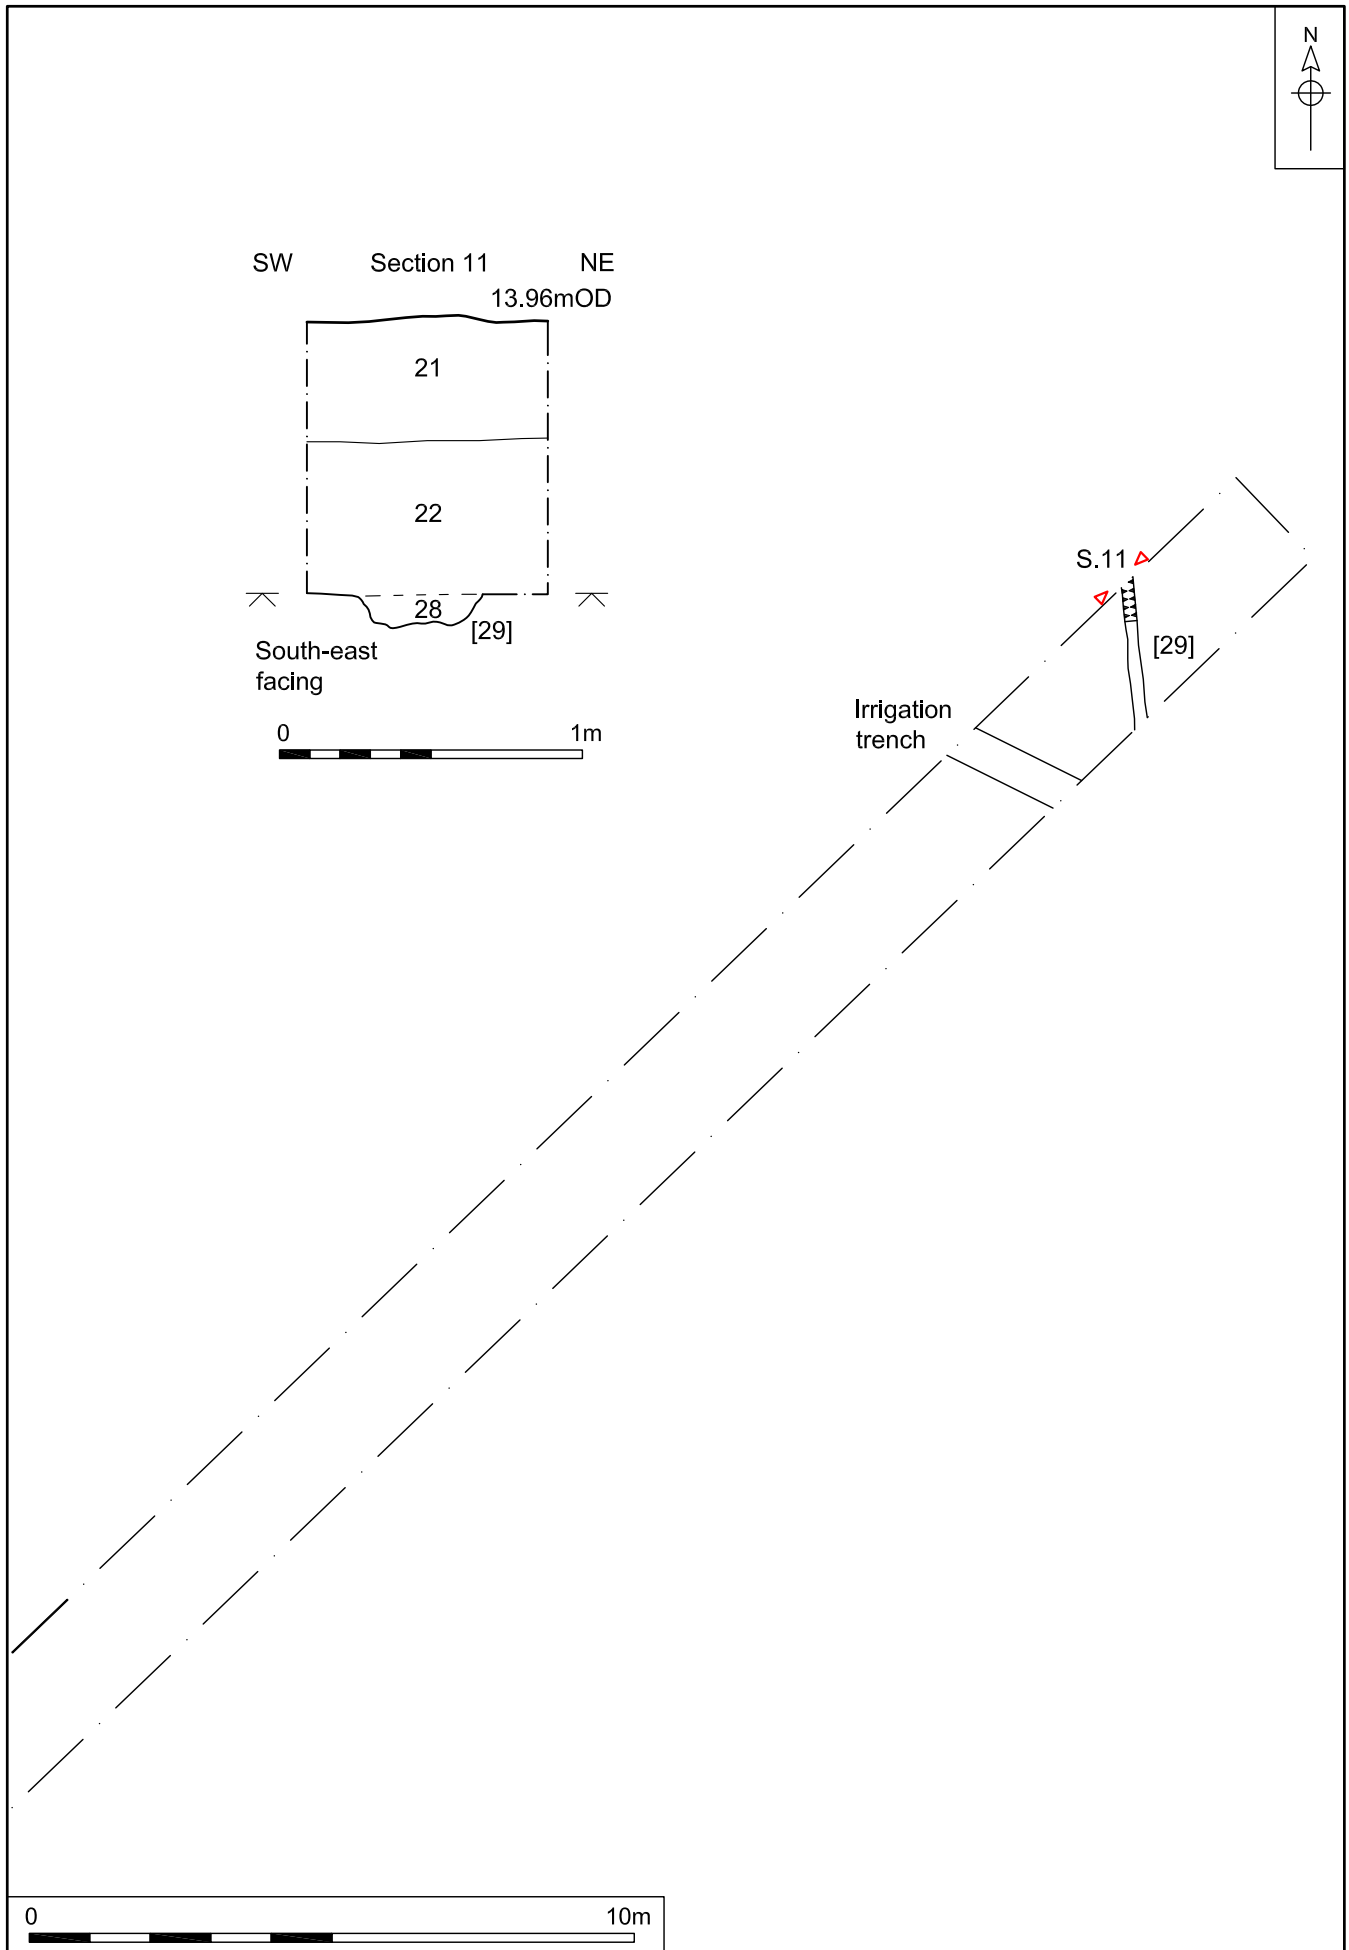 N
SW Section 11 NE
13.96mOD
21
22
28
[29]
South-east
facing
0 1m
S.11
[29]
Irrigation
trench
0 10m